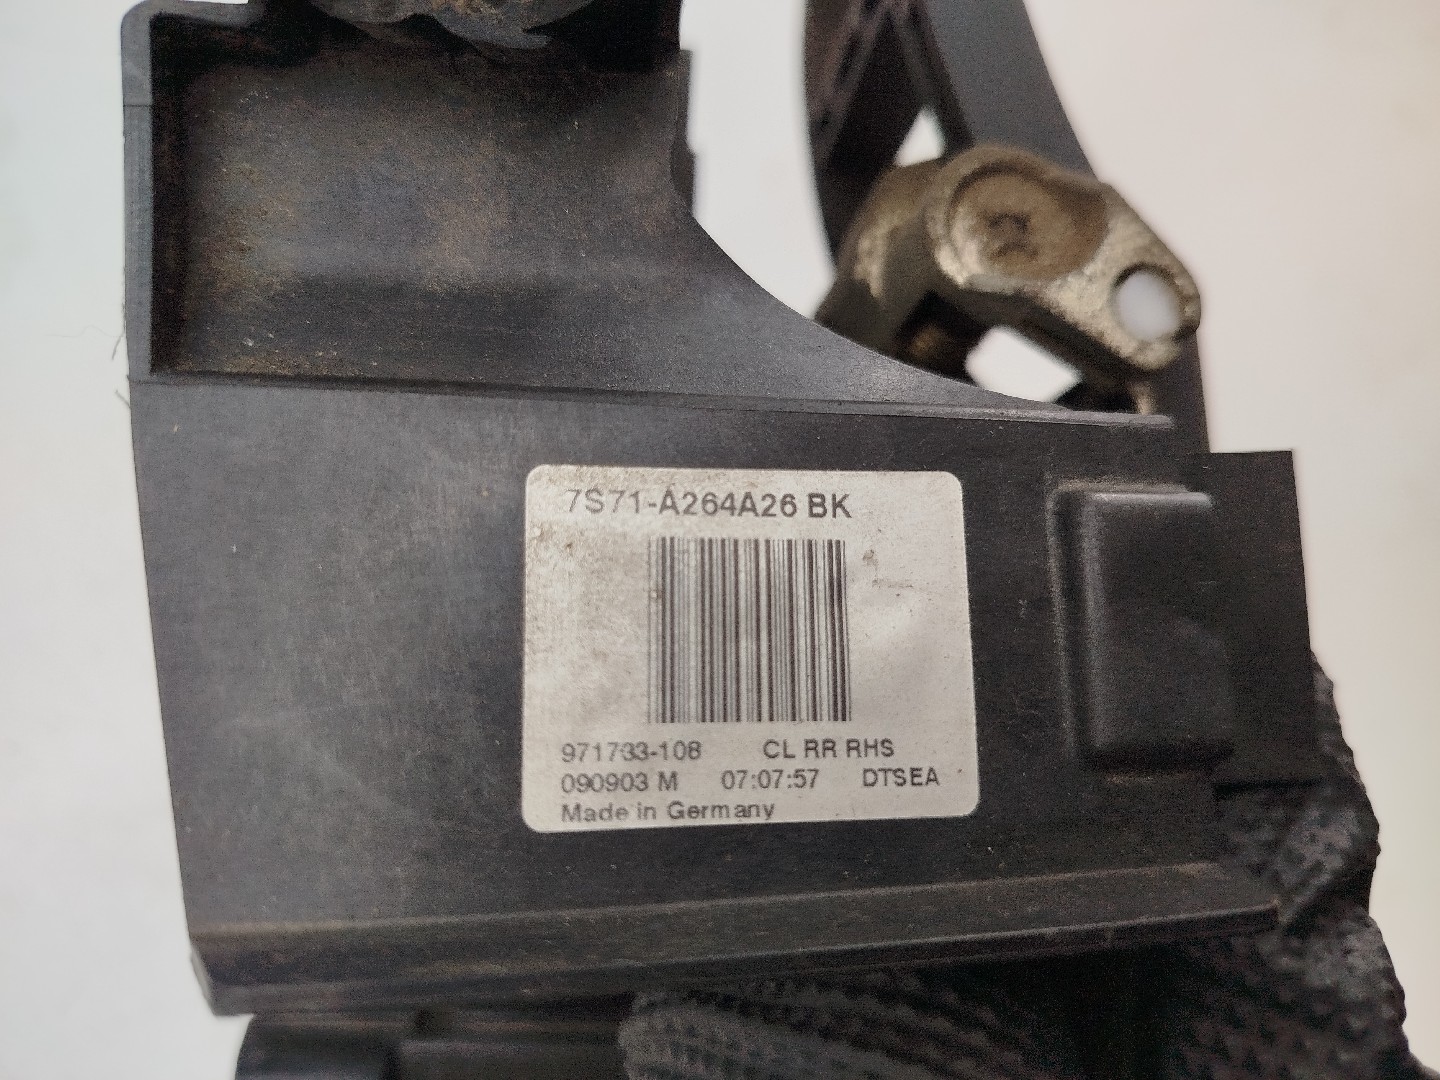 7S71-A264A26 BK
971733-108 CL RR RHS
090903 M 07:07:57 DTSEA
Made in Germany